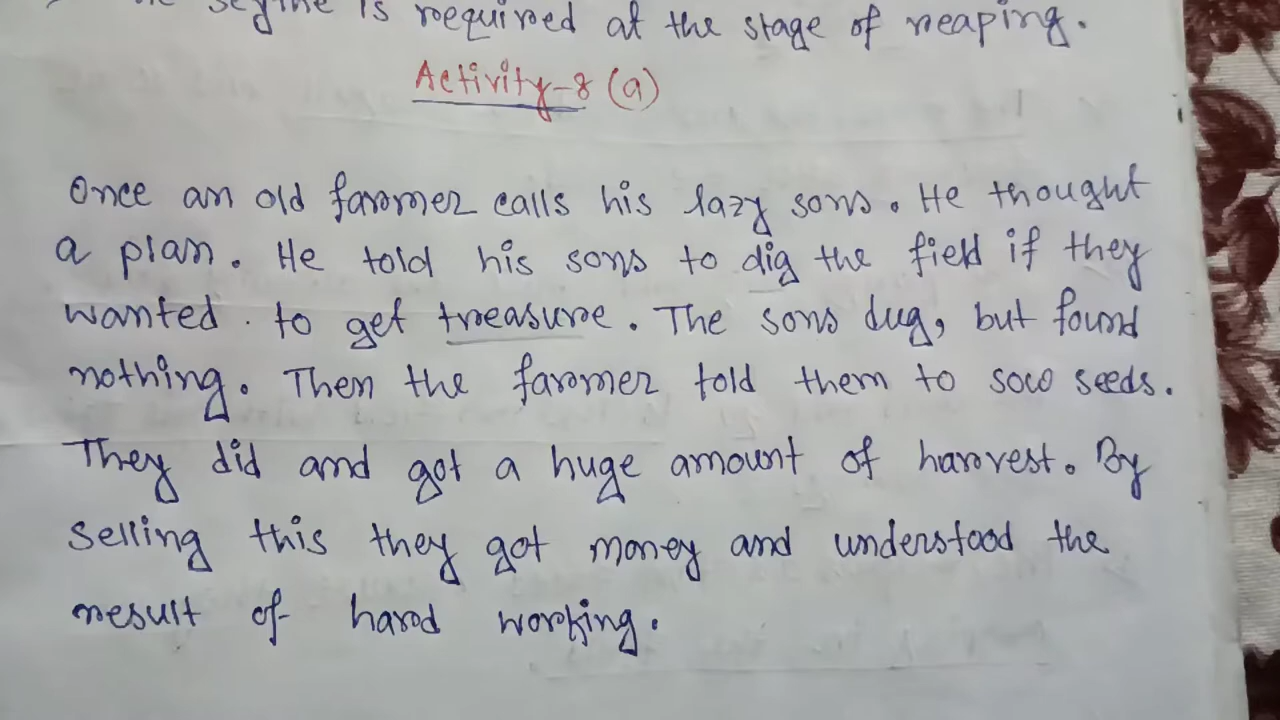 scythe is required at the stage of reaping.
Activity-8 (a)
Once an old farmer calls his lazy sons. He thought
a plan. He told his sons to dig the field if they
wanted to get treasure. The sons dug, but found
nothing. Then the farmer told them to sow seeds.
They did and got a huge amount of harvest. By
selling this they got money and understood the
result of hard working.